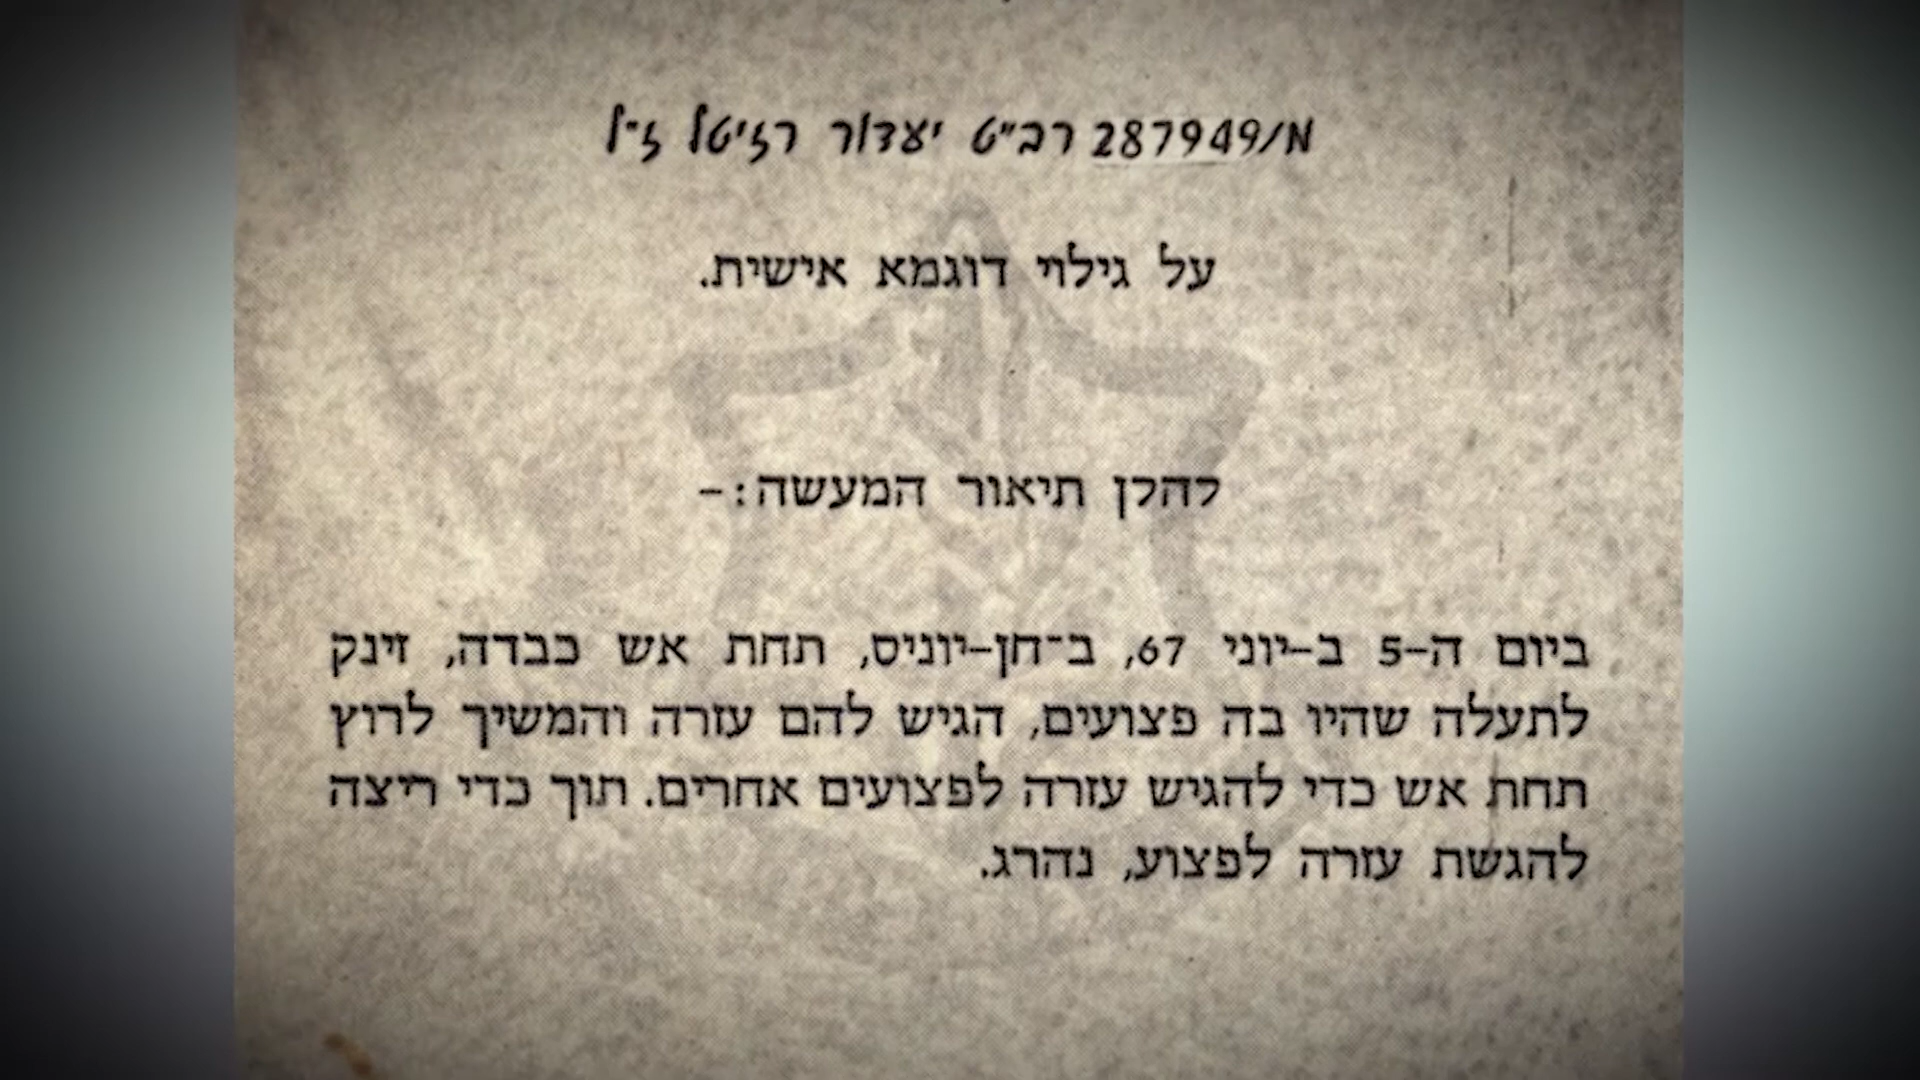 מ/287949 רב"ט יעדור רזיטל ז"ל
על גילוי דוגמא אישית.
להלן תיאור המעשה:-
ביום ה-5 ב-יוני 67, ב-חן-יוניס, תחת אש כבדה, זינק
לתעלה שהיו בה פצועים, הגיש להם עזרה והמשיך לרוץ
תחת אש כדי להגיש עזרה לפצועים אחרים. תוך כדי ריצה
להגשת עזרה לפצוע, נהרג.